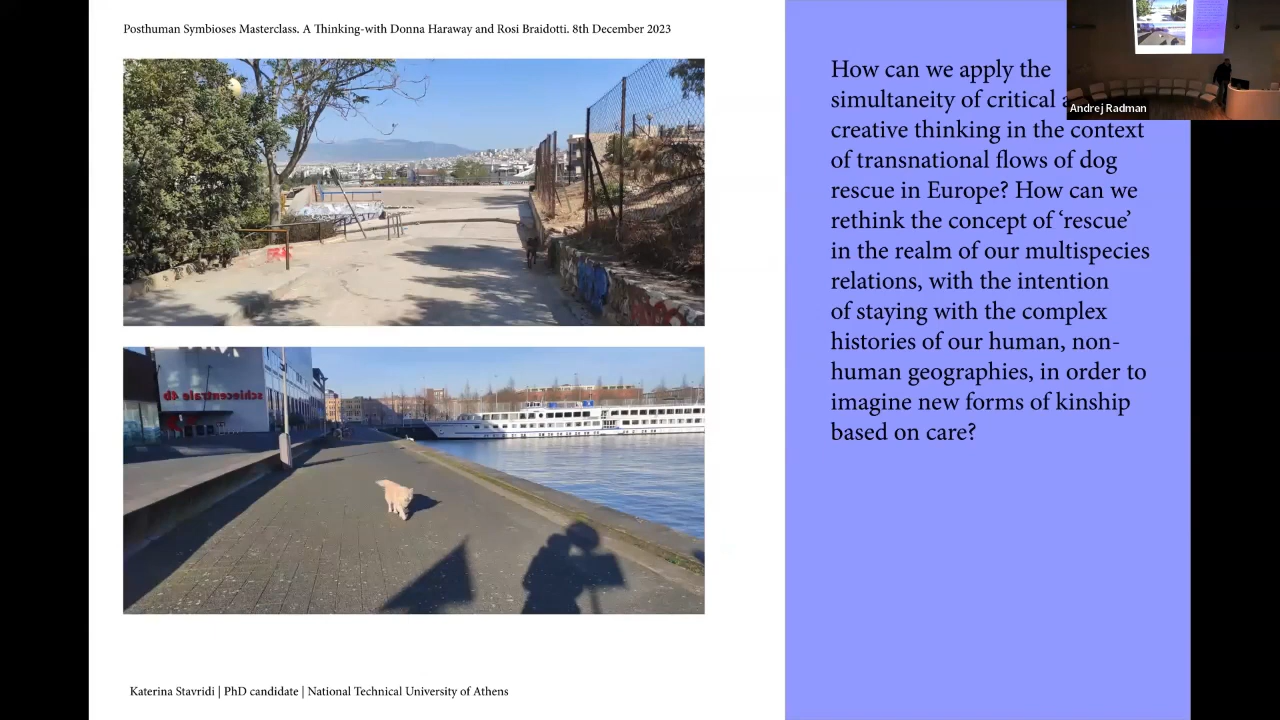 Posthuman Symbioses Masterclass. A Thinking-with Donna Haraway and Rosi Braidotti. 8th December 2023
How can we apply the
simultaneity of critical
creative thinking in the context
of transnational flows of dog
rescue in Europe? How can we
rethink the concept of ‘rescue’
in the realm of our multispecies
relations, with the intention
of staying with the complex
histories of our human, non-
human geographies, in order to
imagine new forms of kinship
based on care?
Andrej Radman
schiecentrale 4b
Katerina Stavridi | PhD candidate | National Technical University of Athens